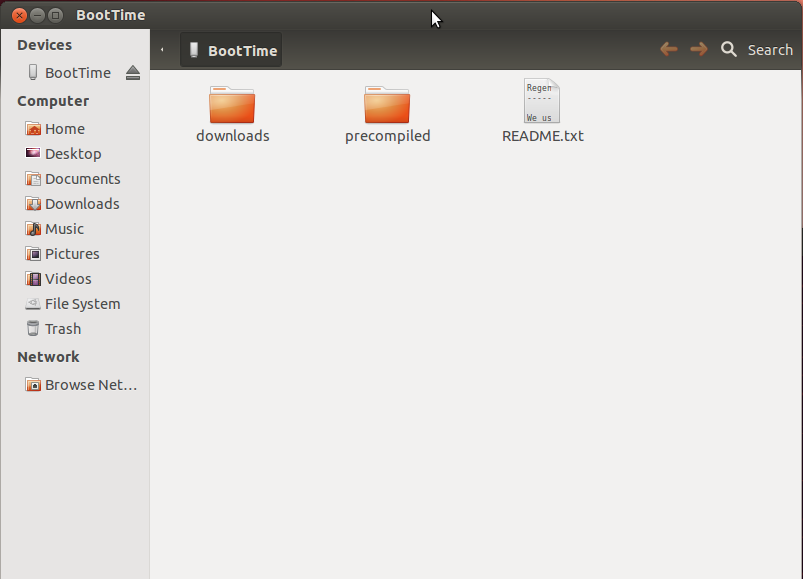 BootTime
Devices
BootTime
Computer
Home
Desktop
Documents
Downloads
Music
Pictures
Videos
File System
Trash
Network
Browse Net...
BootTime
Search
downloads
precompiled
Regen
-----
We us
README.txt